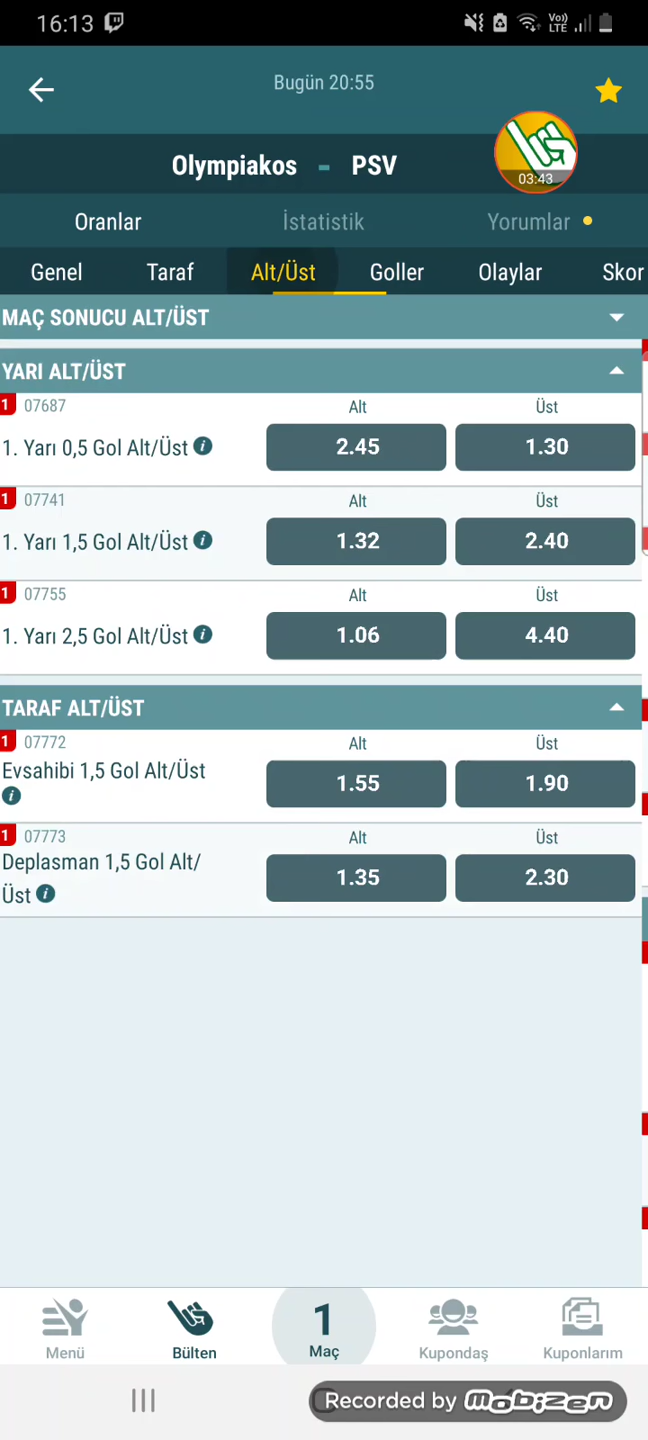 16:13
Vo))
LTE
Bugün 20:55
Olympiakos - PSV
03:43
Oranlar İstatistik Yorumlar
Genel Taraf Alt/Üst Goller Olaylar Skor
MAÇ SONUCU ALT/ÜST
YARI ALT/ÜST
1 07687 Alt Üst
1. Yarı 0,5 Gol Alt/Üst i 2.45 1.30
1 07741 Alt Üst
1. Yarı 1,5 Gol Alt/Üst i 1.32 2.40
1 07755 Alt Üst
1. Yarı 2,5 Gol Alt/Üst i 1.06 4.40
TARAF ALT/ÜST
1 07772 Alt Üst
Evsahibi 1,5 Gol Alt/Üst
i 1.55 1.90
1 07773 Alt Üst
Deplasman 1,5 Gol Alt/
Üst i 1.35 2.30
1
Menü Bülten Maç Kupondaş Kuponlarım
Recorded by mobizen